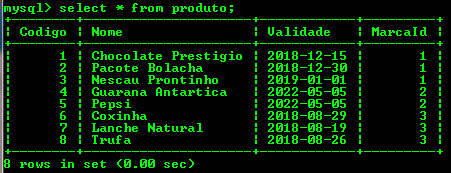 mysql> select * from produto;
| Codigo | Nome | Validade | MarcaId |
| 1 | Chocolate Prestigio | 2018-12-15 | 1 |
| 2 | Pacote Bolacha | 2018-12-30 | 1 |
| 3 | Nescau Prontinho | 2019-01-01 | 1 |
| 4 | Guarana Antartica | 2022-05-05 | 2 |
| 5 | Pepsi | 2022-05-05 | 2 |
| 6 | Coxinha | 2018-08-29 | 3 |
| 7 | Lanche Natural | 2018-08-19 | 3 |
| 8 | Trufa | 2018-08-26 | 3 |
8 rows in set (0.00 sec)